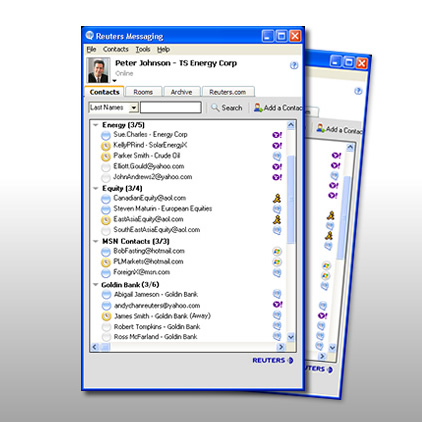 Reuters Messaging
File Contacts Tools Help
Peter Johnson - TS Energy Corp
Online
Contacts Rooms Archive Reuters.com
Last Names Search Add a Contac
Energy (3/5)
Sue.Charles - Energy Corp
KellyPRind - SolarEnergyX
Parker Smith - Crude Oil
Elliott.Gould@yahoo.com
JohnAndrews2@yahoo.com
Equity (3/4)
CanadianEquity@aol.com
Steven Maturin - European Equities
EastAsiaEquity@aol.com
SouthEastAsiaEquity@aol.com
MSN Contacts (3/3)
BobFasting@hotmail.com
PLMarkets@hotmail.com
ForeignX@msn.com
Goldin Bank (3/6)
Abigail Jameson - Goldin Bank
andychanreuters@yahoo.com
James Smith - Goldin Bank (Away)
Robert Tompkins - Goldin Bank
Ross McFarland - Goldin Bank
REUTERS
Add a Contac
TERS